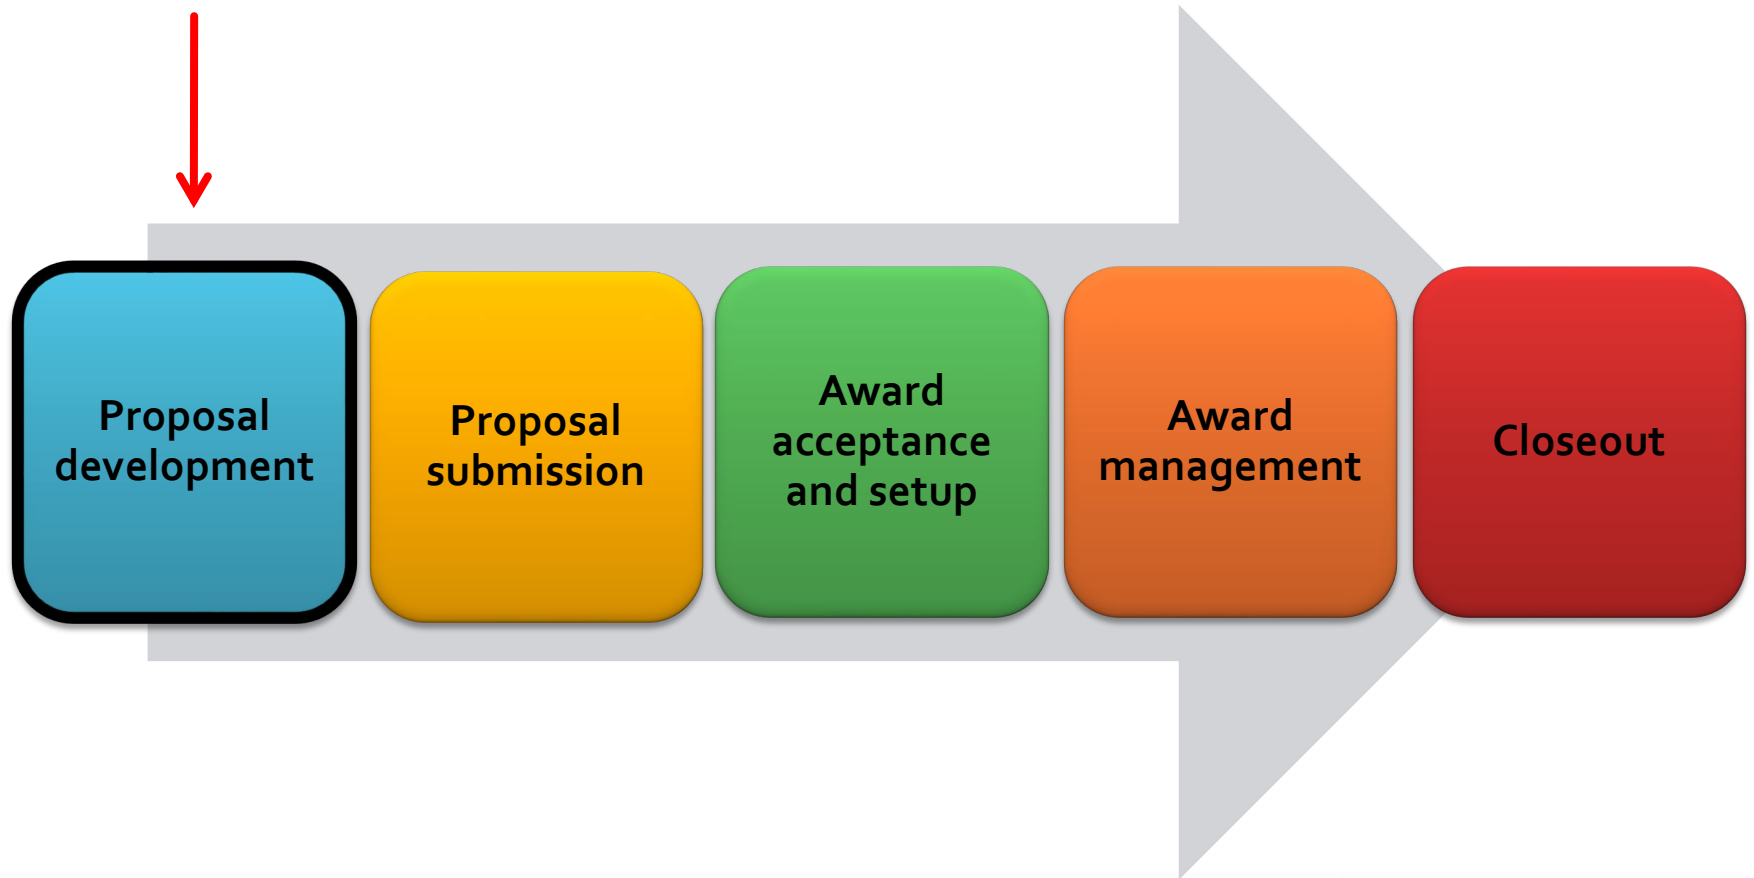 Proposal
development
Proposal
submission
Award
acceptance
and setup
Award
management
Closeout